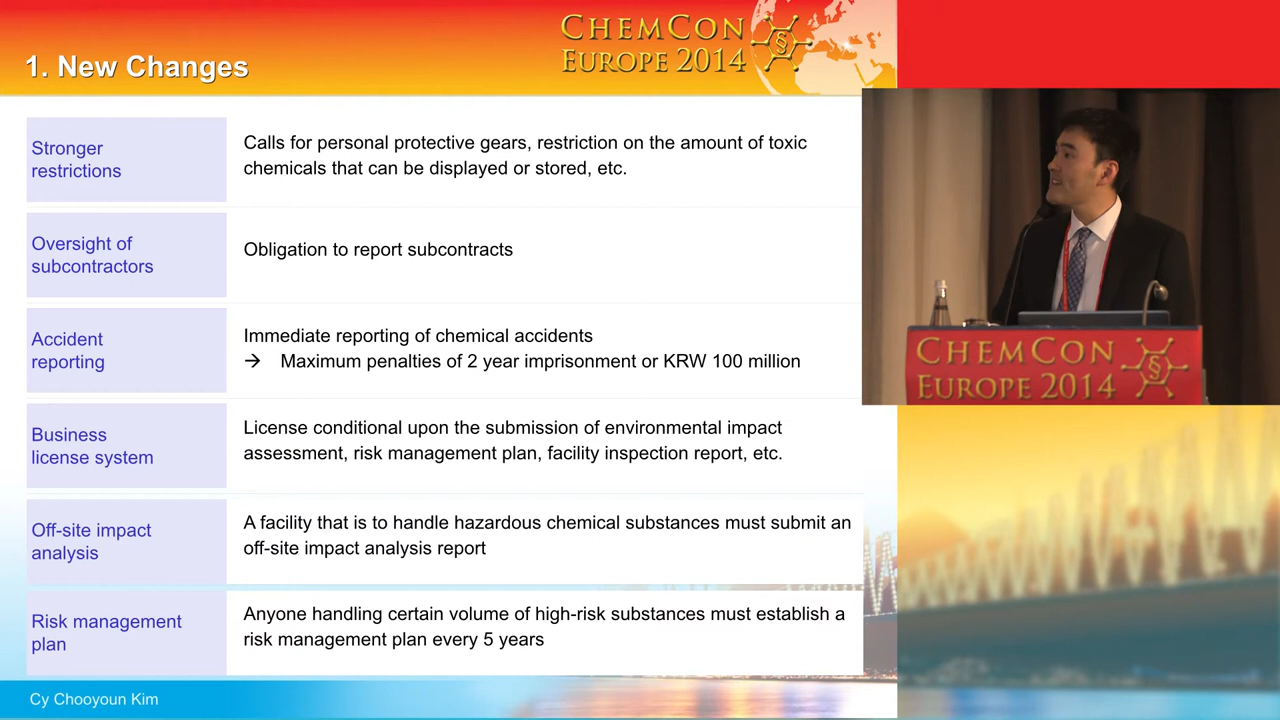 1. New Changes
CHEMCON
EUROPE 2014
Stronger
restrictions
Calls for personal protective gears, restriction on the amount of toxic
chemicals that can be displayed or stored, etc.
Oversight of
subcontractors
Obligation to report subcontracts
Accident
reporting
Immediate reporting of chemical accidents
→ Maximum penalties of 2 year imprisonment or KRW 100 million
Business
license system
License conditional upon the submission of environmental impact
assessment, risk management plan, facility inspection report, etc.
Off-site impact
analysis
A facility that is to handle hazardous chemical substances must submit an
off-site impact analysis report
Risk management
plan
Anyone handling certain volume of high-risk substances must establish a
risk management plan every 5 years
Cy Chooyoun Kim
CHEMCON
EUROPE 2014
§
§